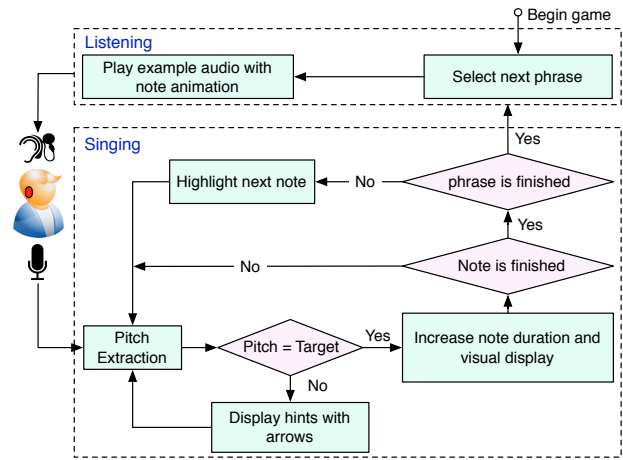 Begin game
Listening
Play example audio with
note animation
Select next phrase
Singing
Yes
Highlight next note
No
phrase is finished
Yes
No
Note is finished
Pitch
Extraction
Pitch = Target
Yes
Increase note duration and
visual display
No
Display hints with
arrows